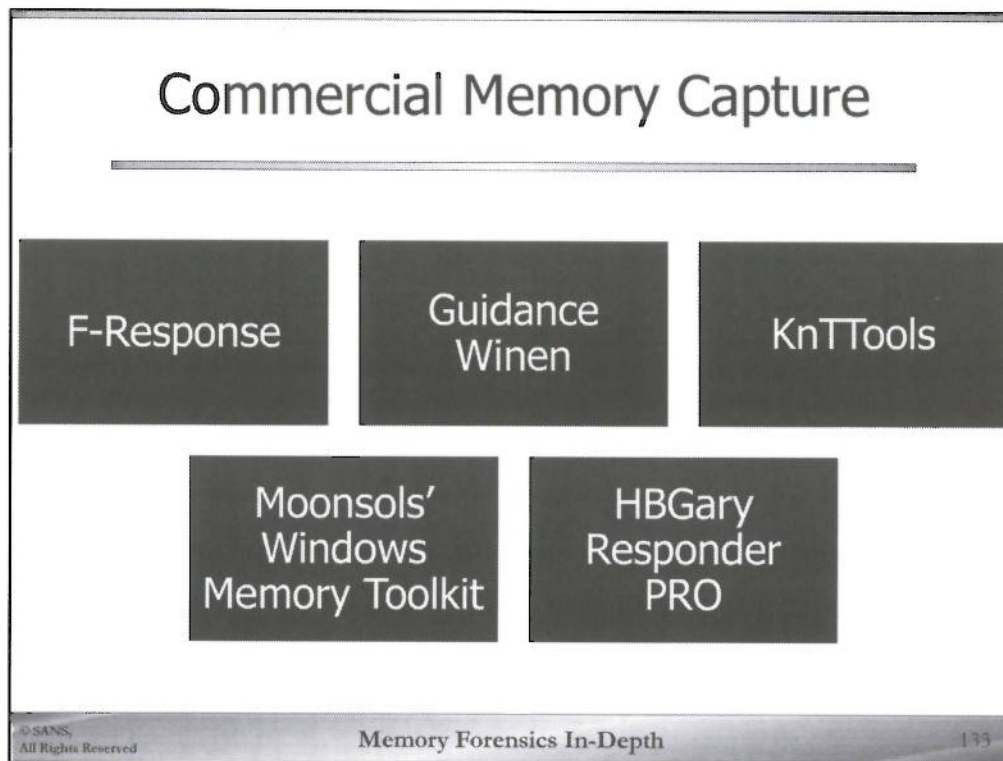 Commercial Memory Capture
F-Response
Guidance
Winen
KnTTools
Moonsols'
Windows
Memory Toolkit
HBGary
Responder
PRO
© SANS,
All Rights Reserved
Memory Forensics In-Depth
133